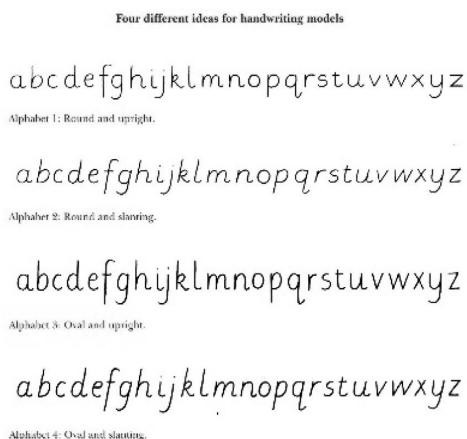 Four different ideas for handwriting models
abcdefghijklmnopqrstuvwxyz
Alphabet 1: Round and upright.
abcdefghijklmnopqrstuvwxyz
Alphabet 2: Round and slanting.
abcdefghijklmnopqrstuvwxyz
Alphabet 3: Oval and upright.
abcdefghijklmnopqrstuvwxyz
Alphabet 4: Oval and slanting.